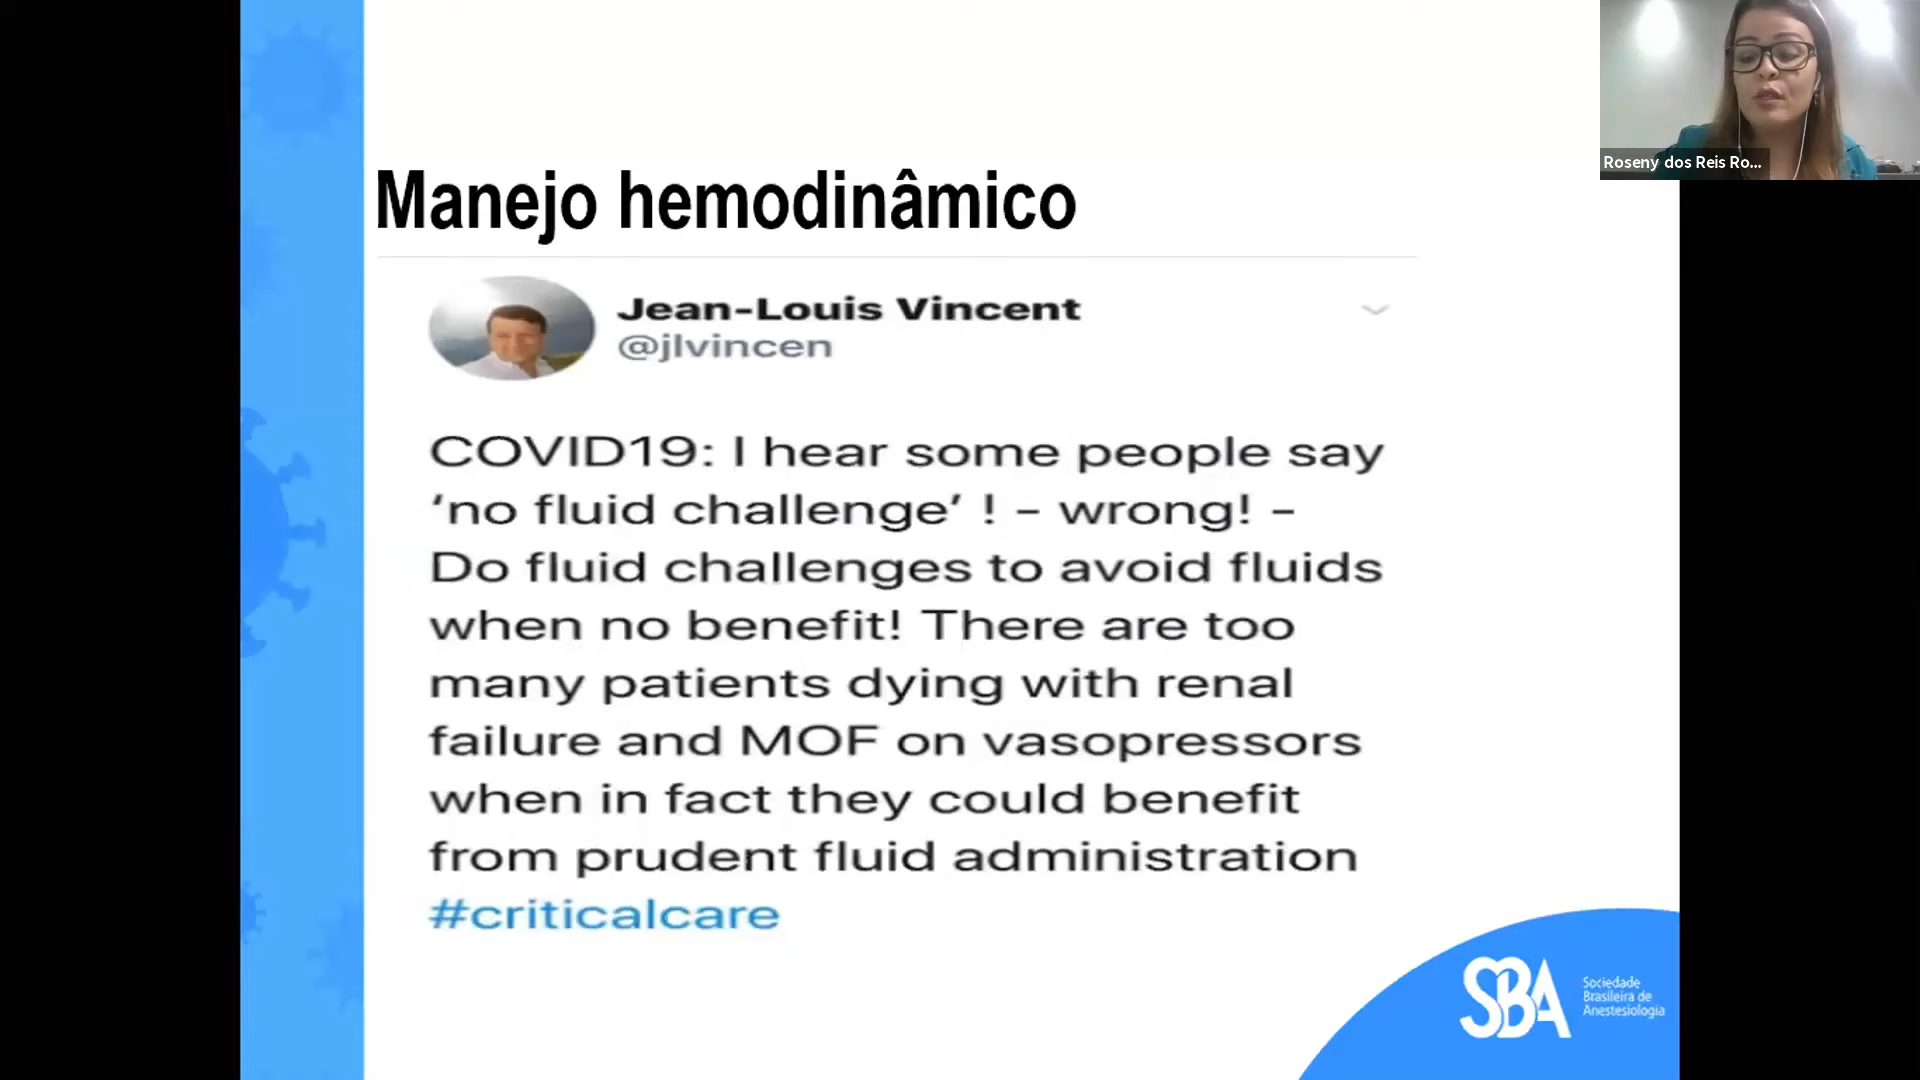 Roseny dos Reis Ro...
Manejo hemodinâmico
Jean-Louis Vincent
@jlvincen
COVID19: I hear some people say
‘no fluid challenge’ ! – wrong! –
Do fluid challenges to avoid fluids
when no benefit! There are too
many patients dying with renal
failure and MOF on vasopressors
when in fact they could benefit
from prudent fluid administration
#criticalcare
SBA
Sociedade
Brasileira de
Anestesiologia